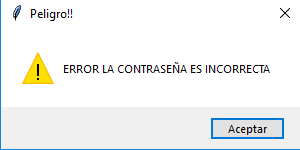 Peligro!!
ERROR LA CONTRASEÑA ES INCORRECTA
Aceptar